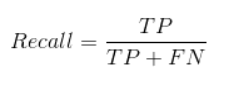 Recall = TP / (TP + FN)